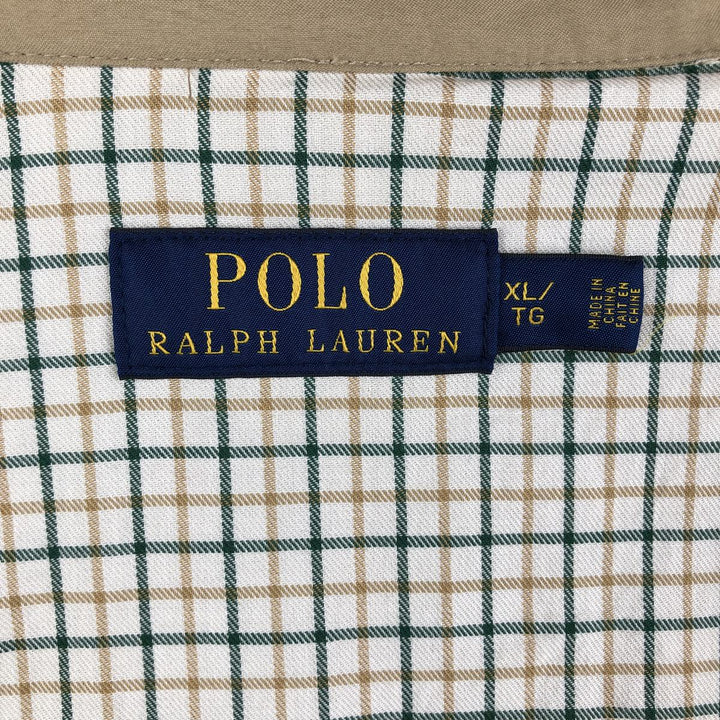 POLO
RALPH LAUREN
XL/
TG
MADE IN
CHINA
FAIT EN
CHINE